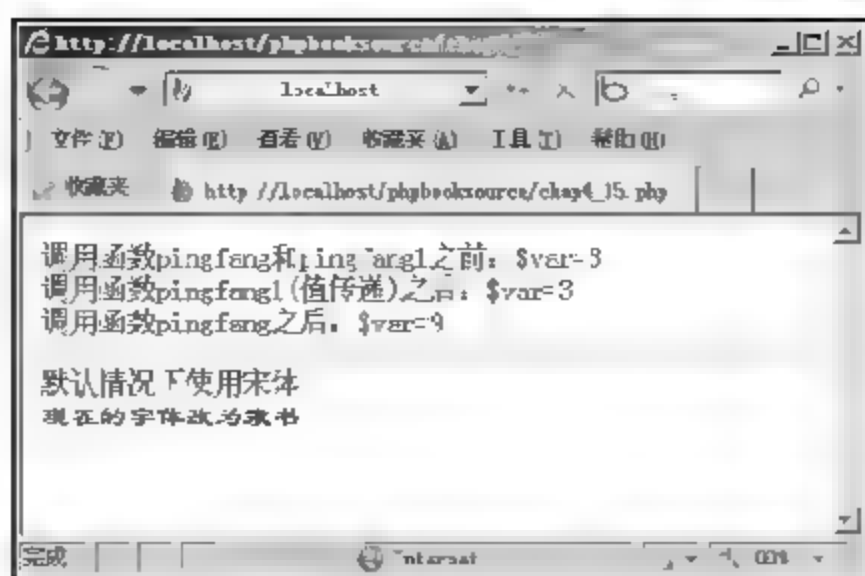 http://localhost/phpbooksource/
localhost
文件(F) 编辑(E) 查看(V) 收藏夹(A) 工具(T) 帮助(H)
收藏夹 http://localhost/phpbooksource/chap4_15.php
调用函数pingfang和pingfang1之前：$var=3
调用函数pingfang1(值传递)之后：$var=3
调用函数pingfang之后：$var=9
默认情况下使用宋体
现在的字体改为隶书
完成 Internet